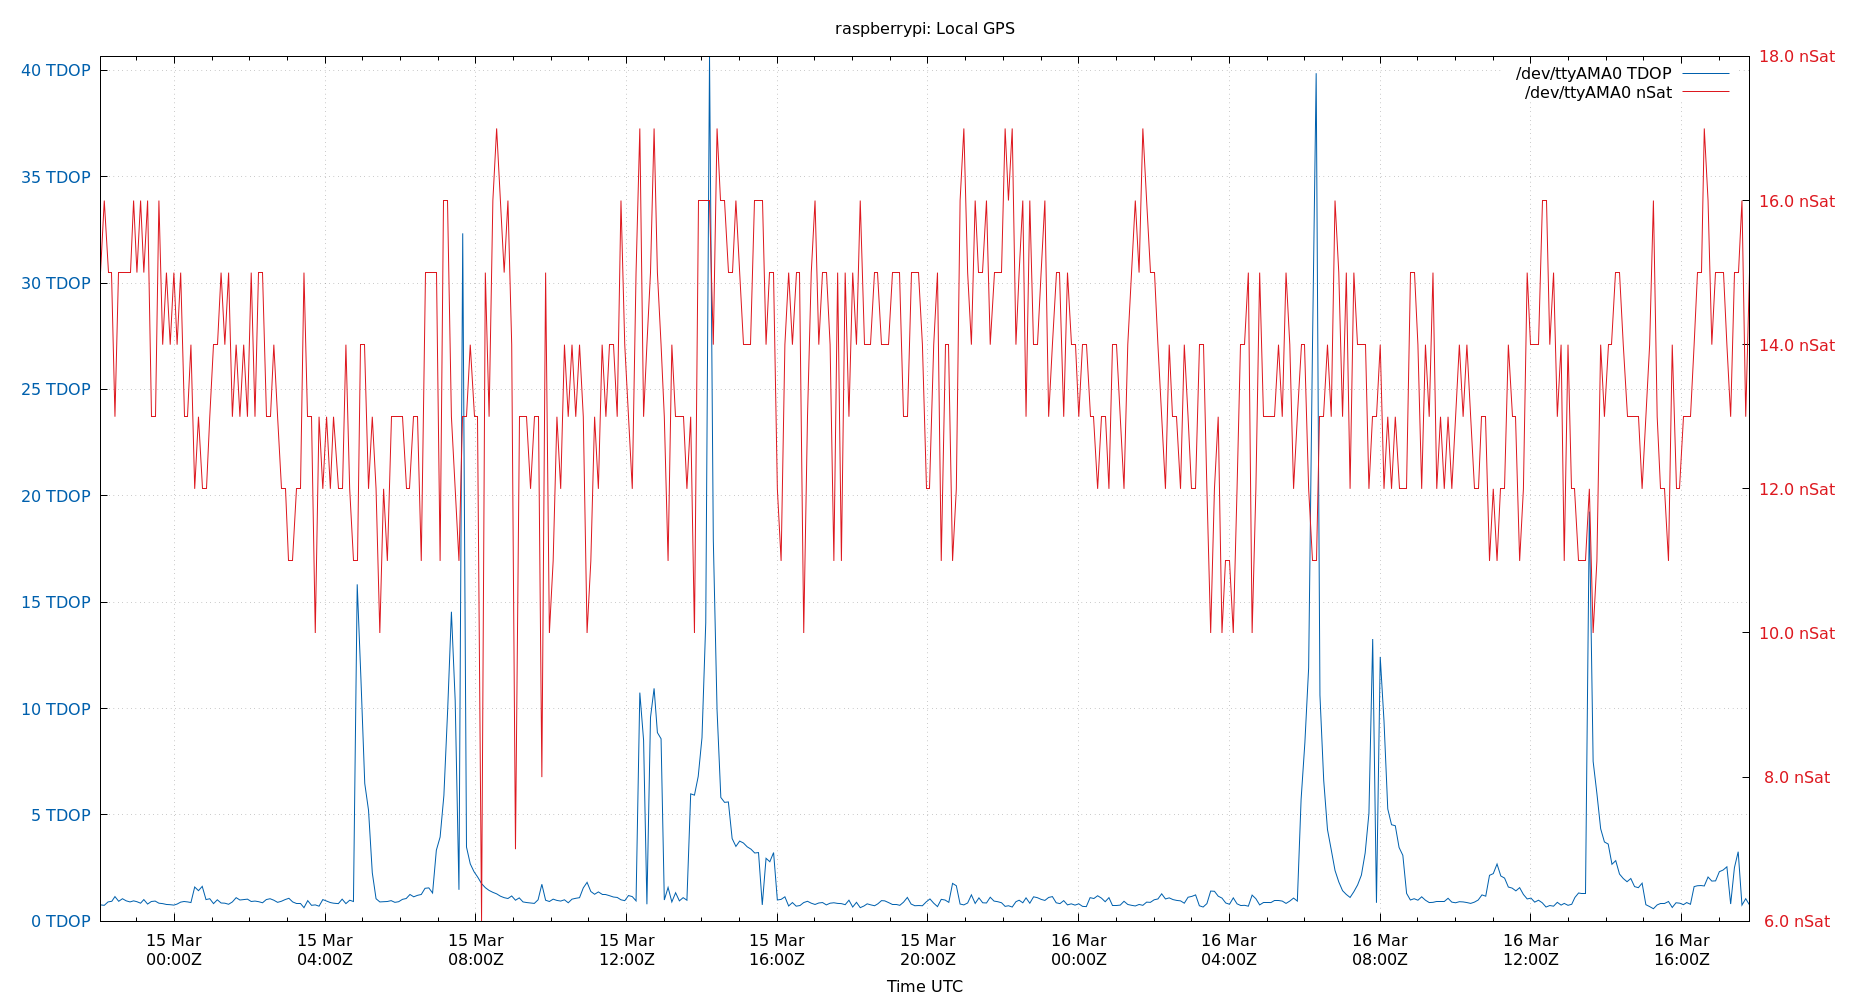 raspberrypi: Local GPS
40 TDOP
35 TDOP
30 TDOP
25 TDOP
20 TDOP
15 TDOP
10 TDOP
5 TDOP
0 TDOP
18.0 nSat
16.0 nSat
14.0 nSat
12.0 nSat
10.0 nSat
8.0 nSat
6.0 nSat
/dev/ttyAMA0 TDOP
/dev/ttyAMA0 nSat
15 Mar
00:00Z
15 Mar
04:00Z
15 Mar
08:00Z
15 Mar
12:00Z
15 Mar
16:00Z
15 Mar
20:00Z
16 Mar
00:00Z
16 Mar
04:00Z
16 Mar
08:00Z
16 Mar
12:00Z
16 Mar
16:00Z
Time UTC